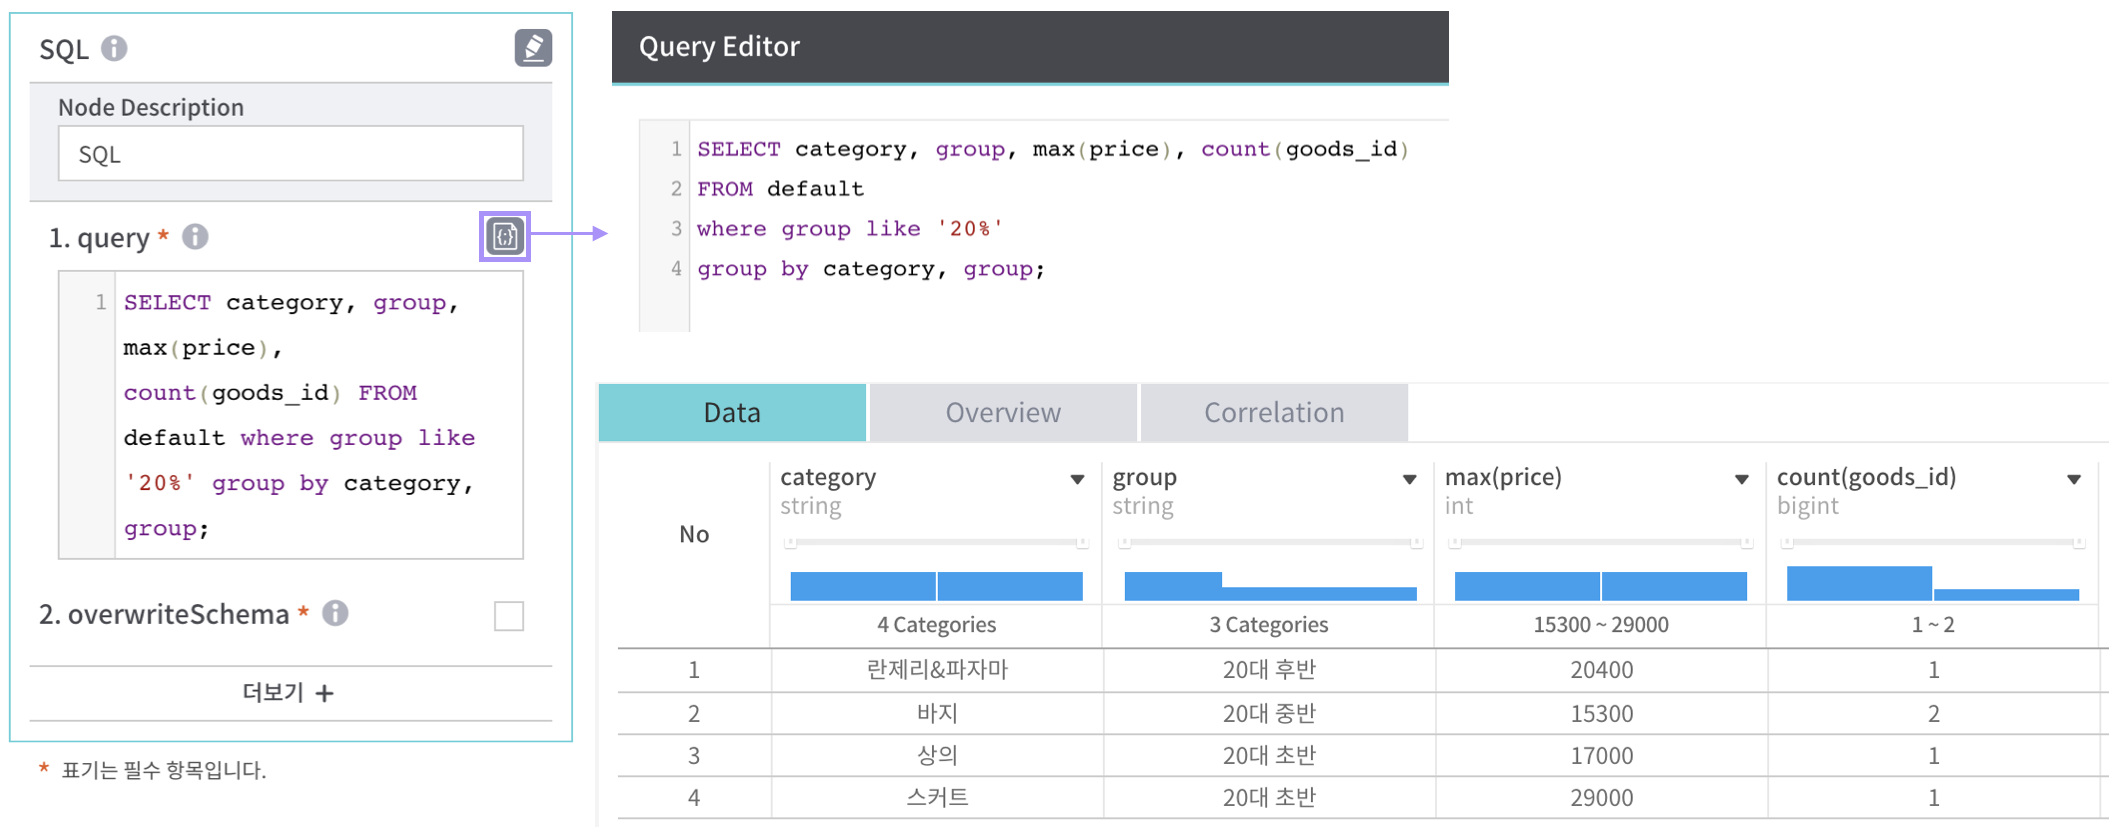 SQL
Node Description
SQL
1. query *
1 SELECT category, group,
max(price),
count(goods_id) FROM
default where group like
'20%' group by category,
group;
2. overwriteSchema *
더보기 +
* 표기는 필수 항목입니다.
Query Editor
1 SELECT category, group, max(price), count(goods_id)
2 FROM default
3 where group like '20%'
4 group by category, group;
Data Overview Correlation
No
category group max(price) count(goods_id)
string string int bigint
4 Categories 3 Categories 15300 ~ 29000 1 ~ 2
1 란제리&파자마 20대 후반 20400 1
2 바지 20대 중반 15300 2
3 상의 20대 초반 17000 1
4 스커트 20대 초반 29000 1